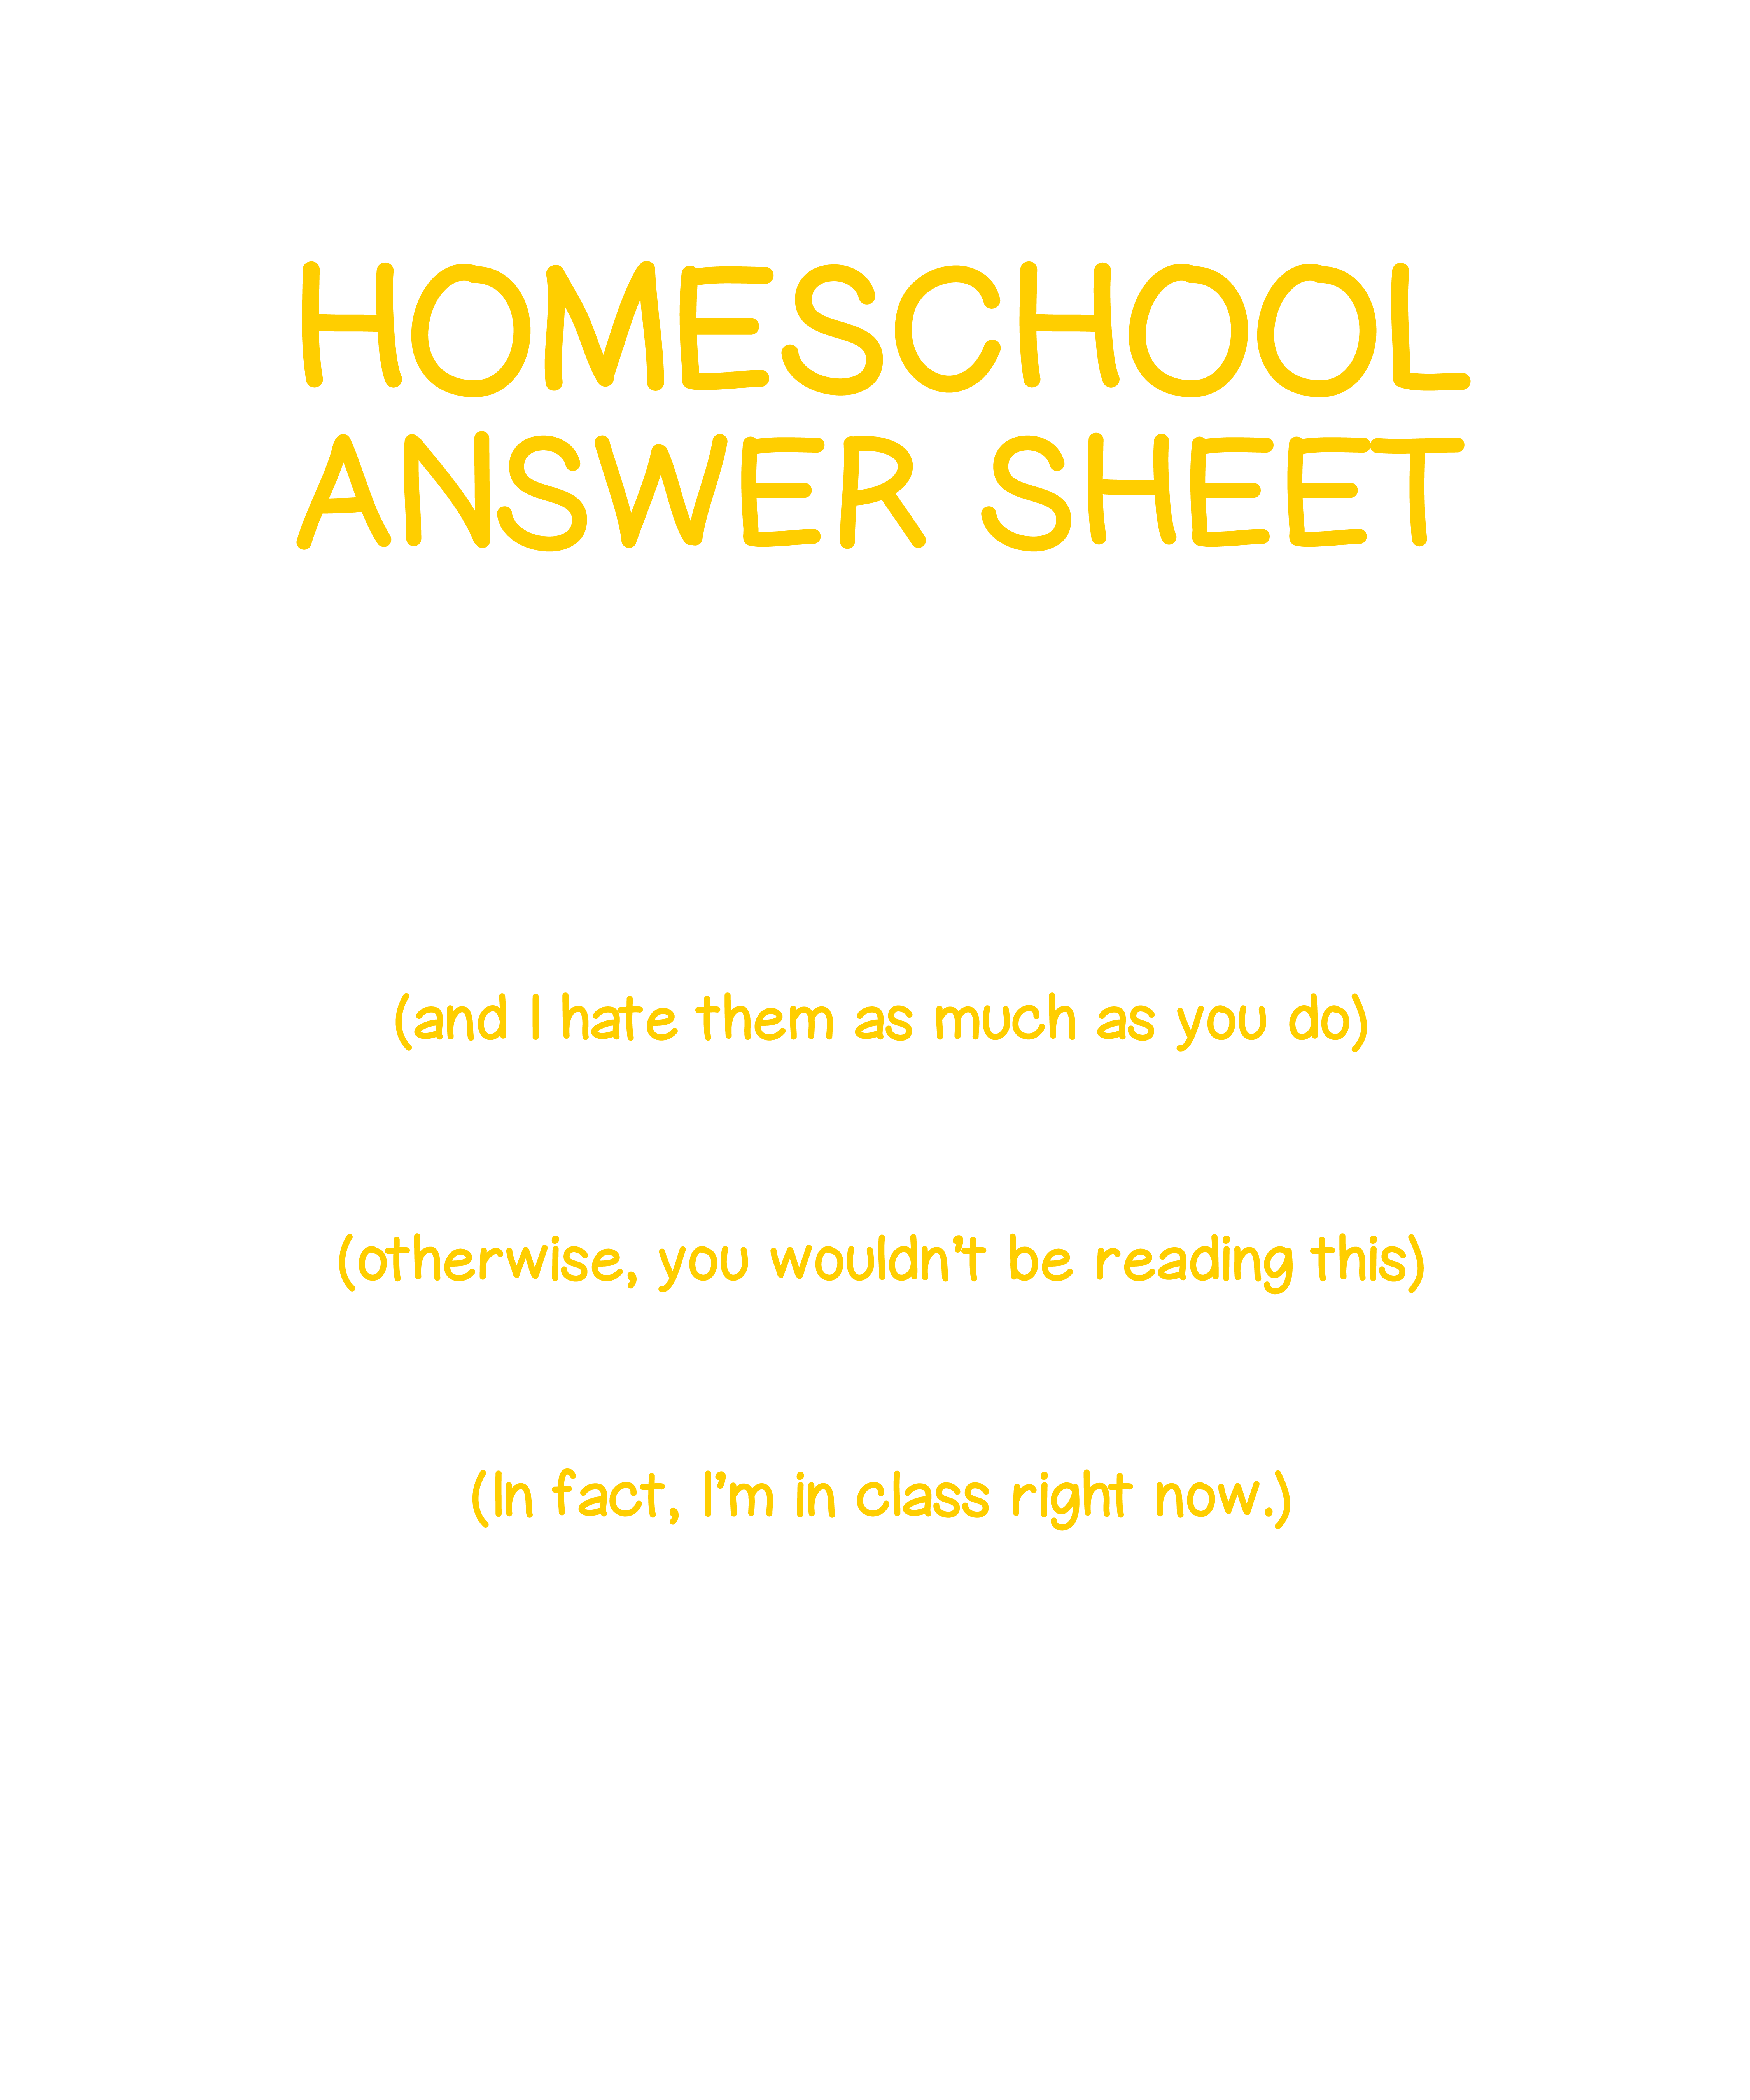 HOMESCHOOL
ANSWER SHEET
(and I hate them as much as you do)
(otherwise, you wouldn't be reading this)
(In fact, I'm in class right now.)